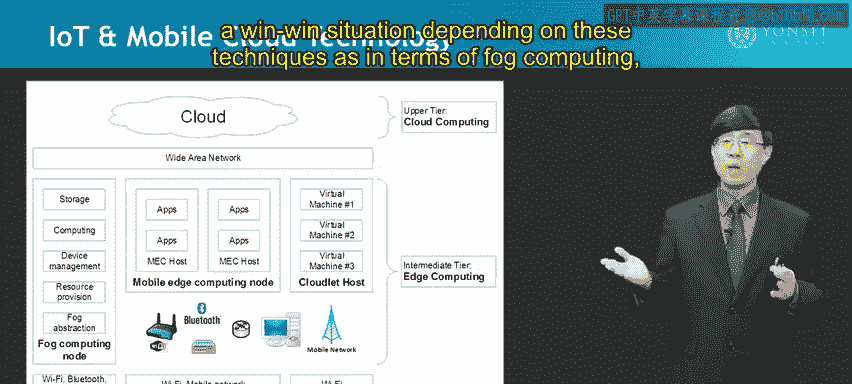 IoT & Mobile Cloud Technology
YONSEI
a win-win situation depending on these
techniques as in terms of fog computing,
Cloud
Upper Tier:
Cloud Computing
Wide Area Network
Storage
Computing
Device
management
Resource
provision
Fog
abstraction
Fog computing
node
Apps
Apps
Apps
Apps
MEC Host
MEC Host
Mobile edge computing node
Virtual
Machine #1
Virtual
Machine #2
Virtual
Machine #3
Cloudlet Host
Intermediate Tier:
Edge Computing
Bluetooth
Mobile Network
Wi-Fi, Bluetooth,
Wi-Fi, Mobile network
Wi-Fi